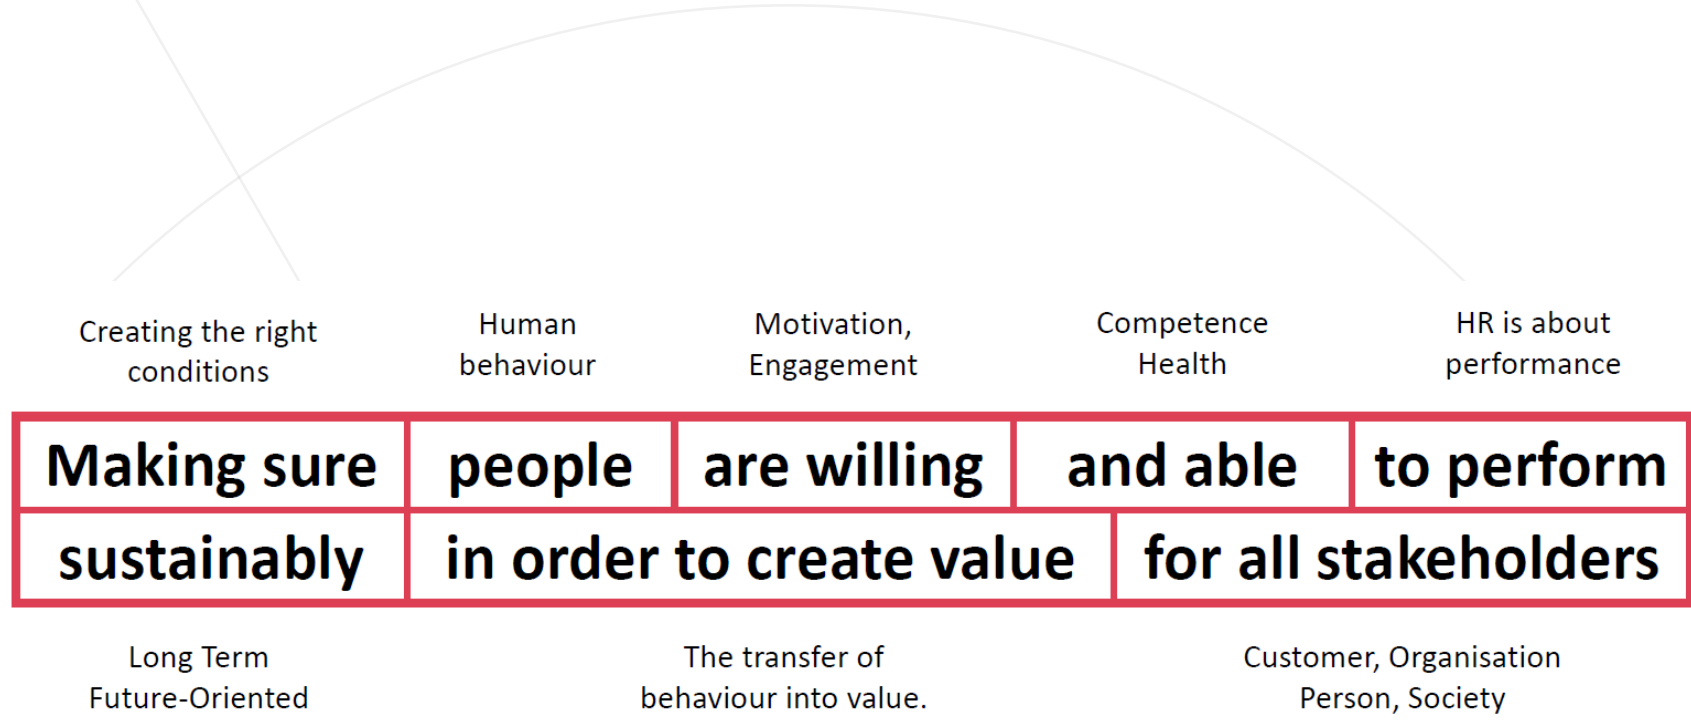 Creating the right
conditions
Human
behaviour
Motivation,
Engagement
Competence
Health
HR is about
performance
Making sure people are willing and able to perform
sustainably in order to create value for all stakeholders
Long Term
Future-Oriented
The transfer of
behaviour into value.
Customer, Organisation
Person, Society